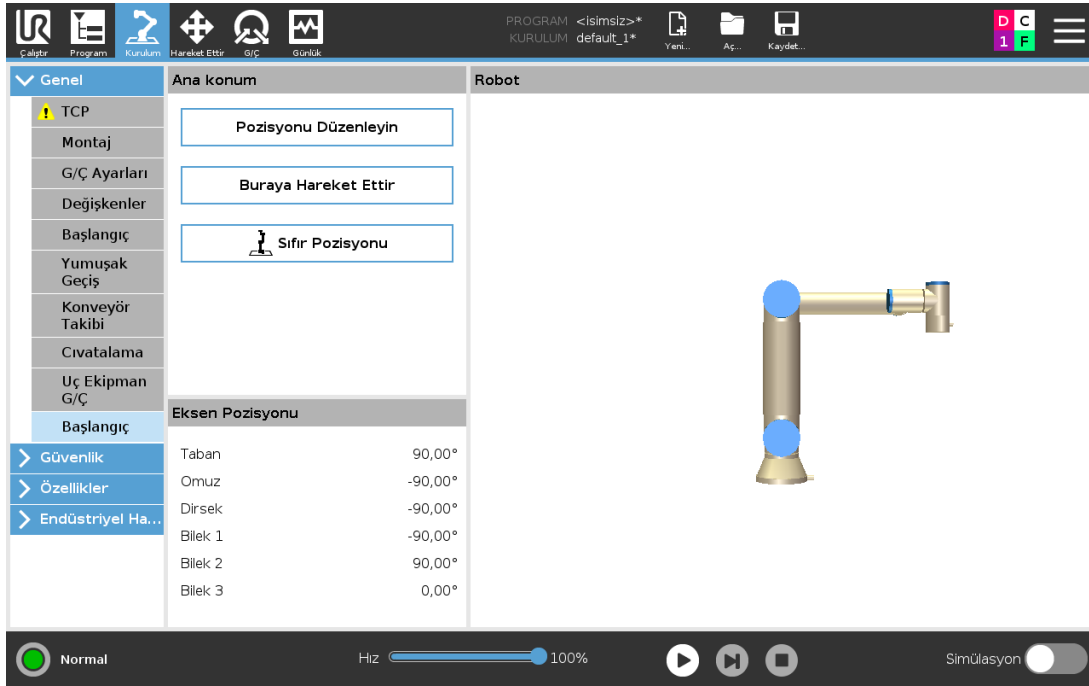 UR
PROGRAM <isimsiz>*
KURULUM default_1*
Çalıştır Program Kurulum Hareket Ettir G/Ç Günlük
Yeni... Aç... Kaydet...
D C
1 F
Genel
! TCP
Montaj
G/Ç Ayarları
Değişkenler
Başlangıç
Yumuşak
Geçiş
Konveyör
Takibi
Cıvatalama
Uç Ekipman
G/Ç
Başlangıç
Güvenlik
Özellikler
Endüstriyel Ha...
Ana konum
Pozisyonu Düzenleyin
Buraya Hareket Ettir
Sıfır Pozisyonu
Eksen Pozisyonu
Taban 90,00°
Omuz -90,00°
Dirsek -90,00°
Bilek 1 -90,00°
Bilek 2 90,00°
Bilek 3 0,00°
Robot
Normal
Hız 100%
Simülasyon